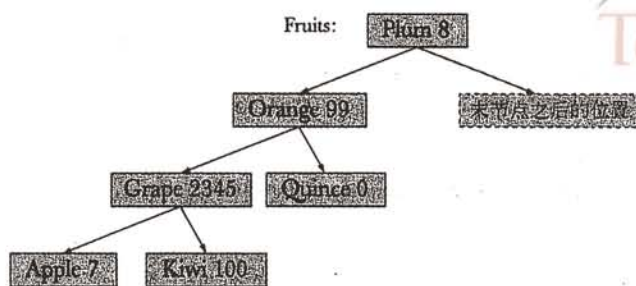 Fruits:
Plum 8
Orange 99
末节点之后的位置
Grape 2345
Quince 0
Apple 7
Kiwi 100